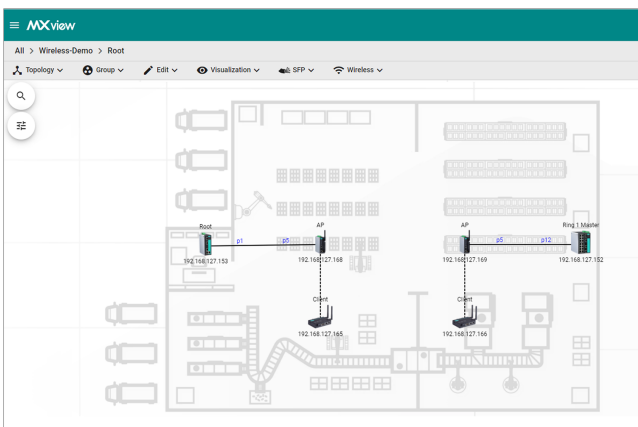 MXview
All > Wireless-Demo > Root
Topology Group Edit Visualization SFP Wireless
Root AP AP Ring 1 Master
p1 p5 p5 p12
192.168.127.153 192.168.127.168 192.168.127.169 192.168.127.152
Client Client
192.168.127.165 192.168.127.166